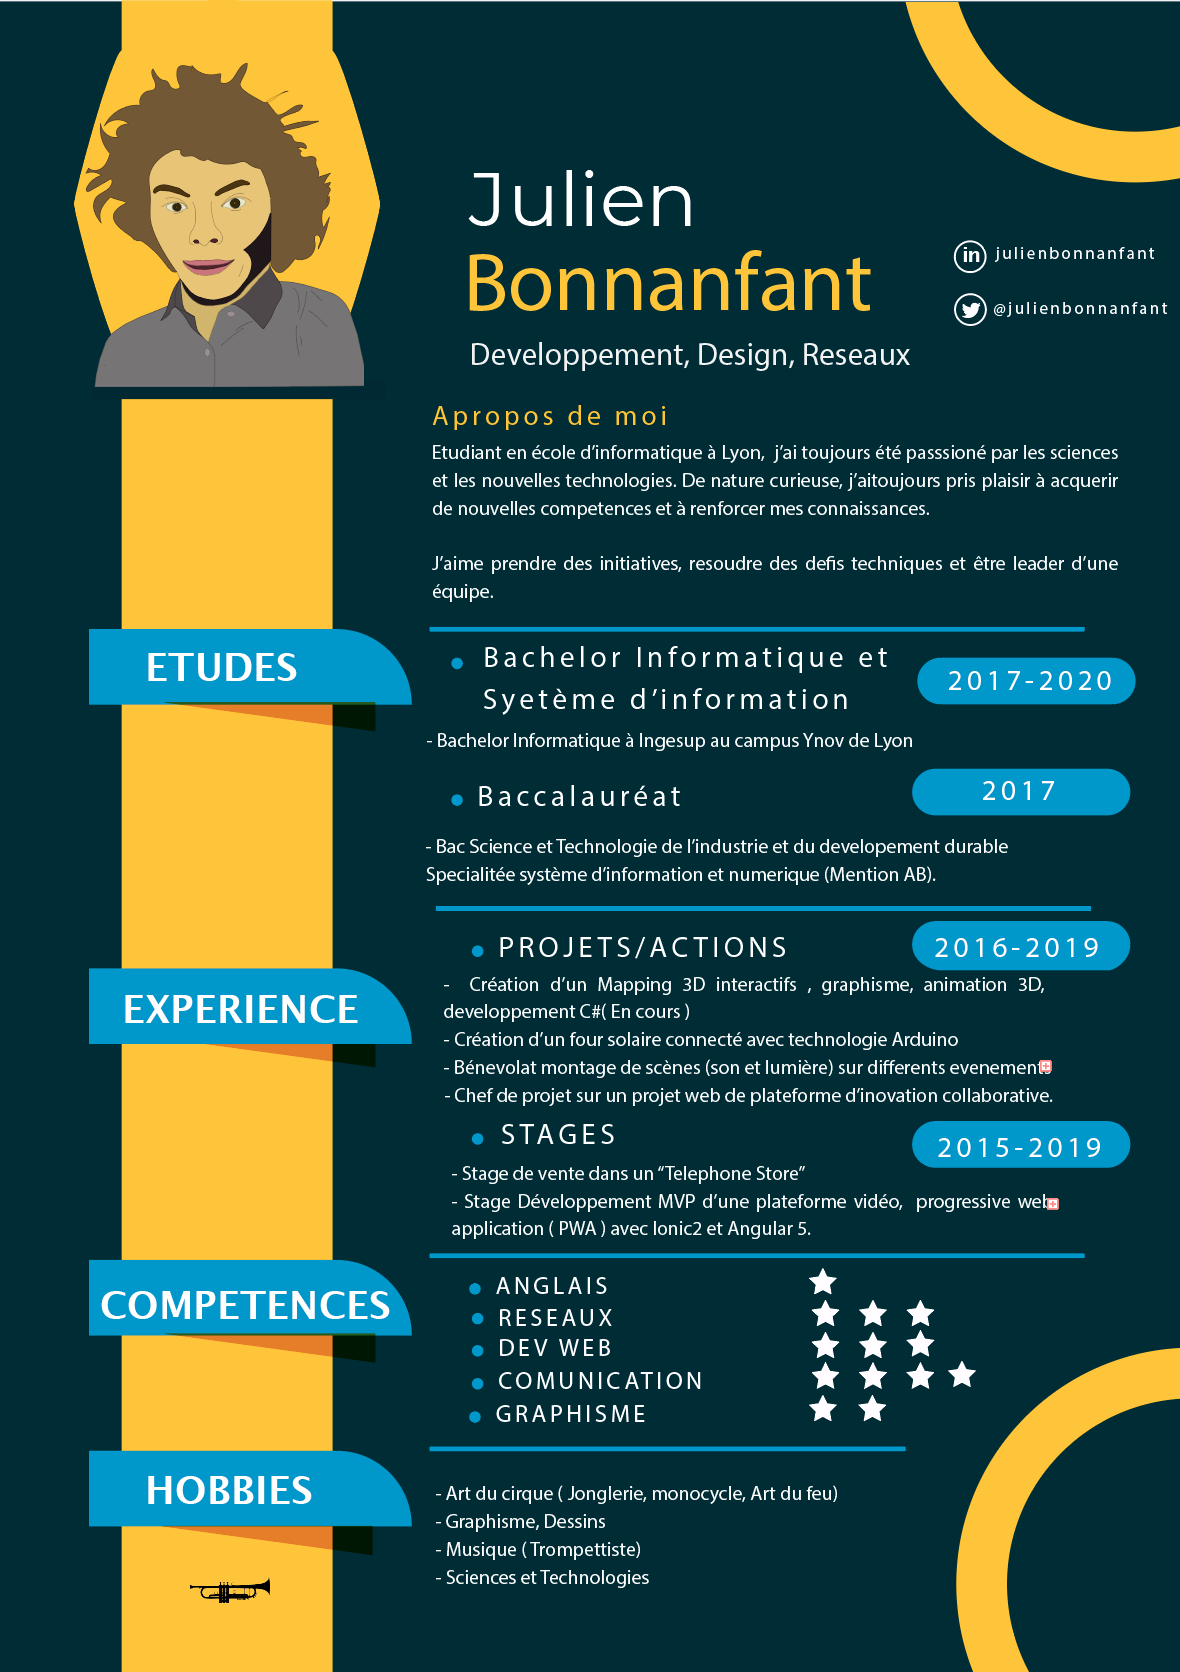 Julien
Bonnanfant
Developpement, Design, Reseaux
in julienbonnanfant
@julienbonnanfant
Apropos de moi
Etudiant en école d’informatique à Lyon, j’ai toujours été passsioné par les sciences
et les nouvelles technologies. De nature curieuse, j’aitoujours pris plaisir à acquerir
de nouvelles competences et à renforcer mes connaissances.
J’aime prendre des initiatives, resoudre des defis techniques et être leader d’une
équipe.
ETUDES
Bachelor Informatique et
Syetème d’information
2017-2020
- Bachelor Informatique à Ingesup au campus Ynov de Lyon
Baccalauréat
2017
- Bac Science et Technologie de l’industrie et du developement durable
Specialitée système d’information et numerique (Mention AB).
EXPERIENCE
PROJETS/ACTIONS
2016-2019
- Création d’un Mapping 3D interactifs , graphisme, animation 3D,
developpement C#( En cours )
- Création d’un four solaire connecté avec technologie Arduino
- Bénevolat montage de scènes (son et lumière) sur differents evenements
- Chef de projet sur un projet web de plateforme d’inovation collaborative.
STAGES
2015-2019
- Stage de vente dans un “Telephone Store”
- Stage Développement MVP d’une plateforme vidéo, progressive web
application ( PWA ) avec Ionic2 et Angular 5.
COMPETENCES
ANGLAIS
RESEAUX
DEV WEB
COMUNICATION
GRAPHISME
HOBBIES
- Art du cirque ( Jonglerie, monocycle, Art du feu)
- Graphisme, Dessins
- Musique ( Trompettiste)
- Sciences et Technologies